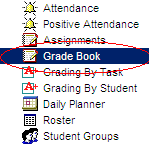 Attendance
Positive Attendance
Assignments
Grade Book
Grading By Task
Grading By Student
Daily Planner
Roster
Student Groups